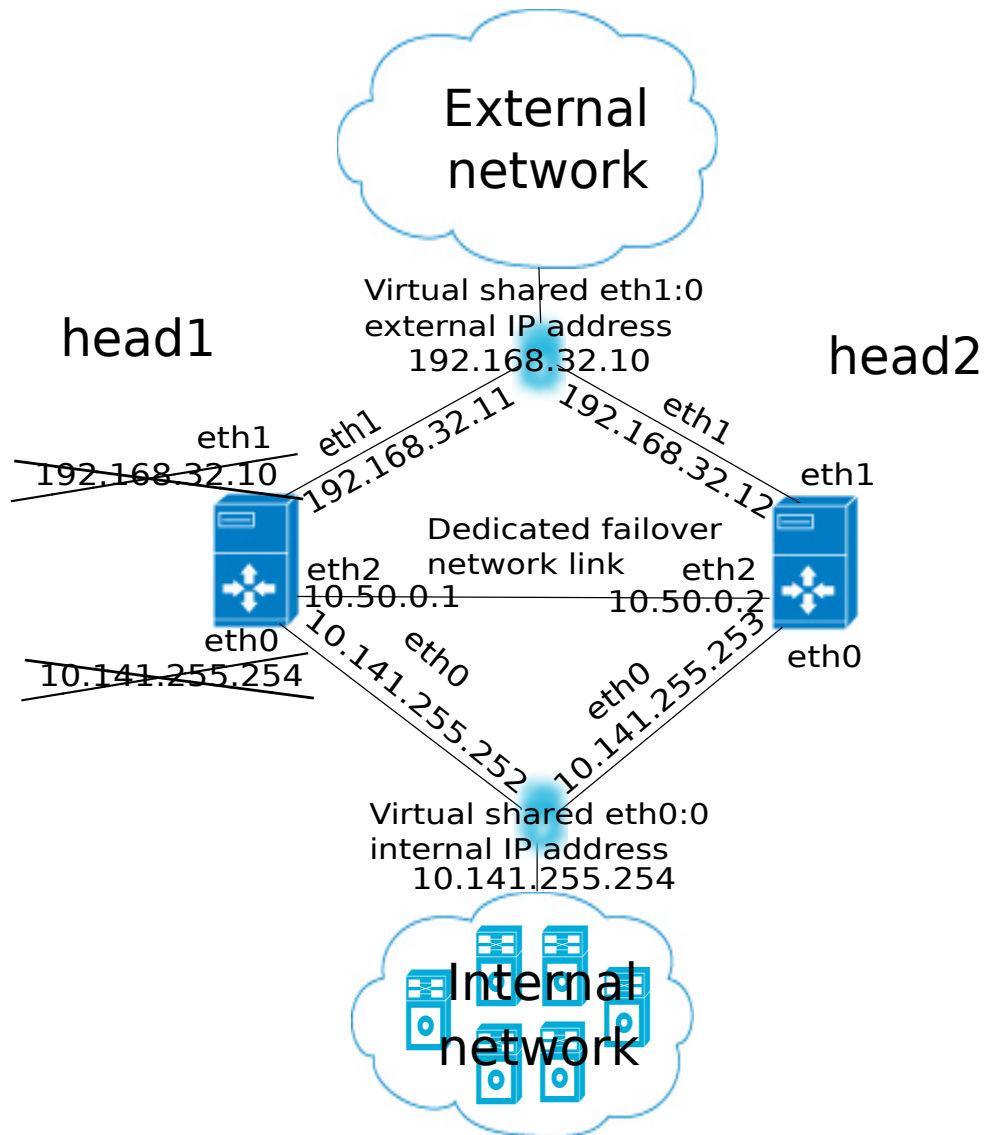 External
network
Virtual shared eth1:0
external IP address
192.168.32.10
head1
head2
eth1
192.168.32.10
eth1
192.168.32.11
eth1
192.168.32.12
eth1
Dedicated failover
network link
eth2
10.50.0.1
eth2
10.50.0.2
eth0
10.141.255.254
eth0
10.141.255.252
eth0
10.141.255.253
eth0
Virtual shared eth0:0
internal IP address
10.141.255.254
Internal
network